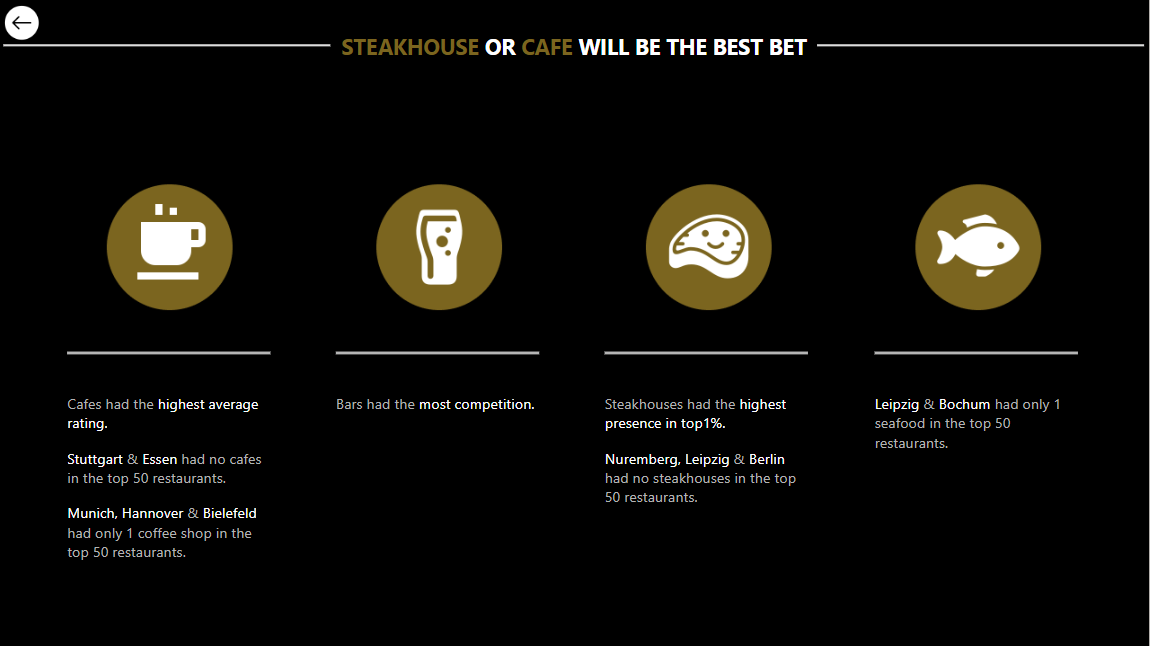 STEAKHOUSE OR CAFE WILL BE THE BEST BET
Cafes had the highest average
rating.
Stuttgart & Essen had no cafes
in the top 50 restaurants.
Munich, Hannover & Bielefeld
had only 1 coffee shop in the
top 50 restaurants.
Bars had the most competition.
Steakhouses had the highest
presence in top1%.
Nuremberg, Leipzig & Berlin
had no steakhouses in the top
50 restaurants.
Leipzig & Bochum had only 1
seafood in the top 50
restaurants.